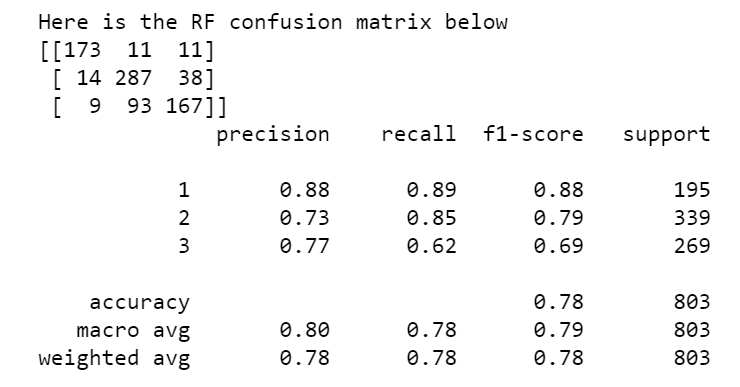 Here is the RF confusion matrix below
[[173  11  11]
 [ 14 287  38]
 [  9  93 167]]
              precision    recall  f1-score   support

           1       0.88      0.89      0.88       195
           2       0.73      0.85      0.79       339
           3       0.77      0.62      0.69       269

    accuracy                           0.78       803
   macro avg       0.80      0.78      0.79       803
weighted avg       0.78      0.78      0.78       803